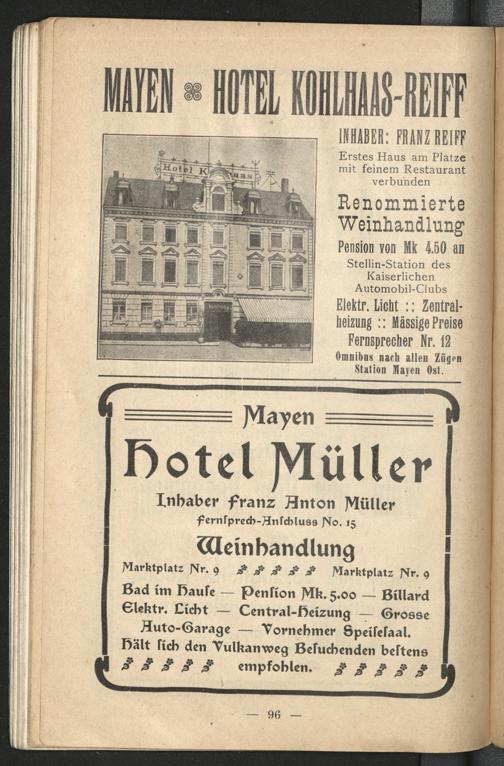 MAYEN HOTEL KOHLHAAS-REIFF
Hotel K haas
INHABER: FRANZ REIFF
Erstes Haus am Platze
mit feinem Restaurant
verbunden
Renommierte
Weinhandlung
Pension von Mk 4.50 an
Stellin-Station des
Kaiserlichen
Automobil-Clubs
Elektr. Licht :: Zentral-
heizung :: Mässige Preise
Fernsprecher Nr. 12
Omnibus nach allen Zügen
Station Mayen Ost.
Mayen
Hotel Müller
Inhaber Franz Anton Müller
Fernſprech-Anſchluss No. 15
Weinhandlung
Marktplatz Nr. 9 Marktplatz Nr. 9
Bad im Hauſe — Penſion Mk. 5.00 — Billard
Elektr. Licht — Central-Heizung — Grosse
Auto-Garage — Vornehmer Speiſeſaal.
Hält ſich den Vulkanweg Beſuchenden beſtens
empfohlen.
— 96 —